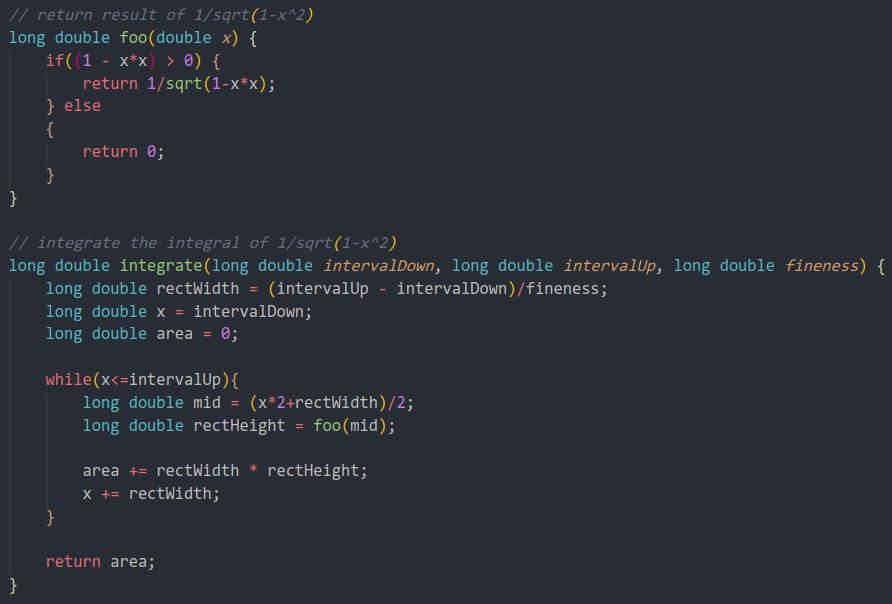 // return result of 1/sqrt(1-x^2)
long double foo(double x) {
    if((1 - x*x) > 0) {
        return 1/sqrt(1-x*x);
    } else
    {
        return 0;
    }
}

// integrate the integral of 1/sqrt(1-x^2)
long double integrate(long double intervalDown, long double intervalUp, long double fineness) {
    long double rectWidth = (intervalUp - intervalDown)/fineness;
    long double x = intervalDown;
    long double area = 0;

    while(x<=intervalUp){
        long double mid = (x*2+rectWidth)/2;
        long double rectHeight = foo(mid);

        area += rectWidth * rectHeight;
        x += rectWidth;
    }

    return area;
}